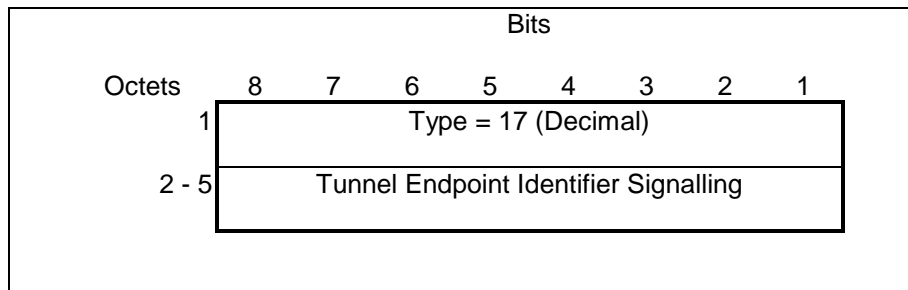 Bits
Octets 8 7 6 5 4 3 2 1
1 Type = 17 (Decimal)
2 - 5 Tunnel Endpoint Identifier Signalling